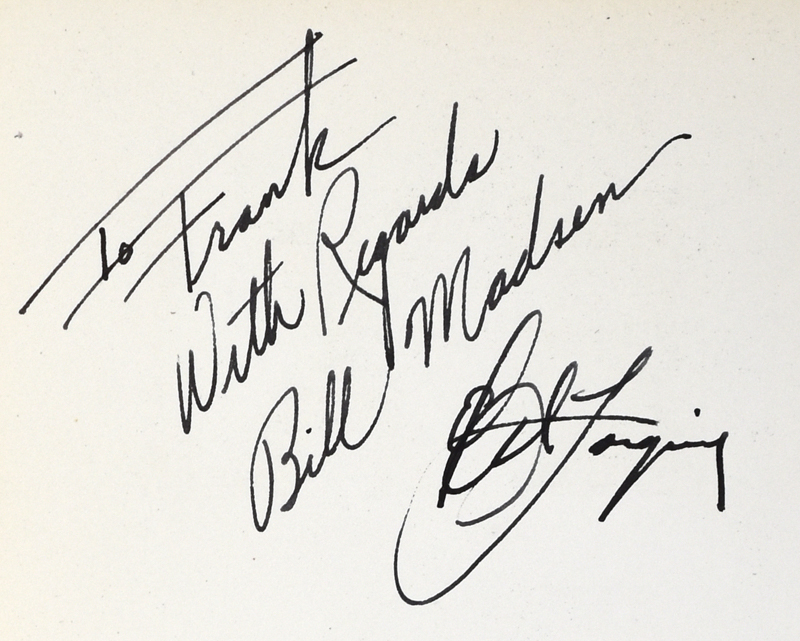 To Frank
With Regards
Bill Madsen